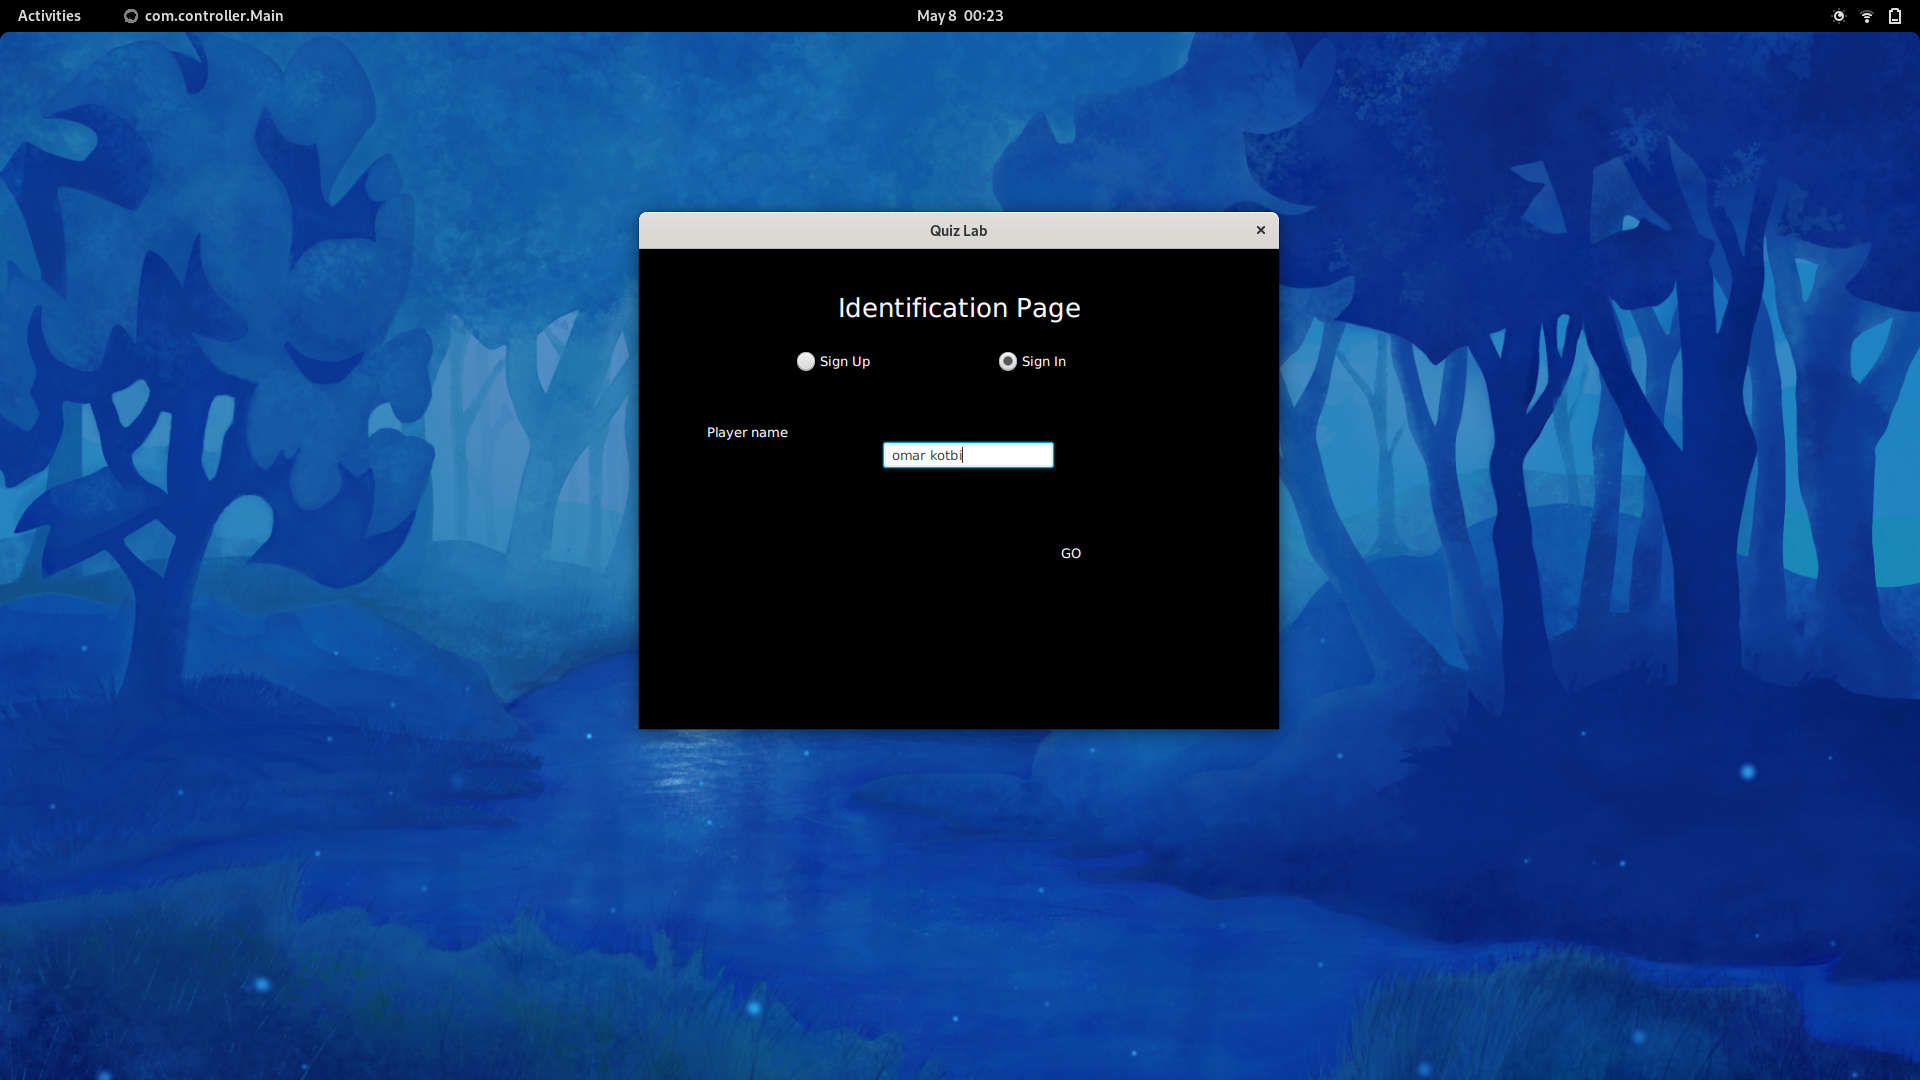 Activities com.controller.Main May 8 00:23
Quiz Lab
Identification Page
Sign Up Sign In
Player name
omar kotbi
GO